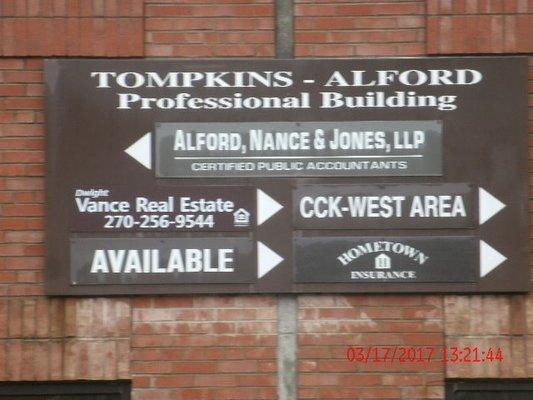 TOMPKINS - ALFORD
Professional Building
ALFORD, NANCE & JONES, LLP
CERTIFIED PUBLIC ACCOUNTANTS
Dwight
Vance Real Estate
270-256-9544
CCK-WEST AREA
AVAILABLE
HOMETOWN
H
INSURANCE
03/17/2017 13:21:44